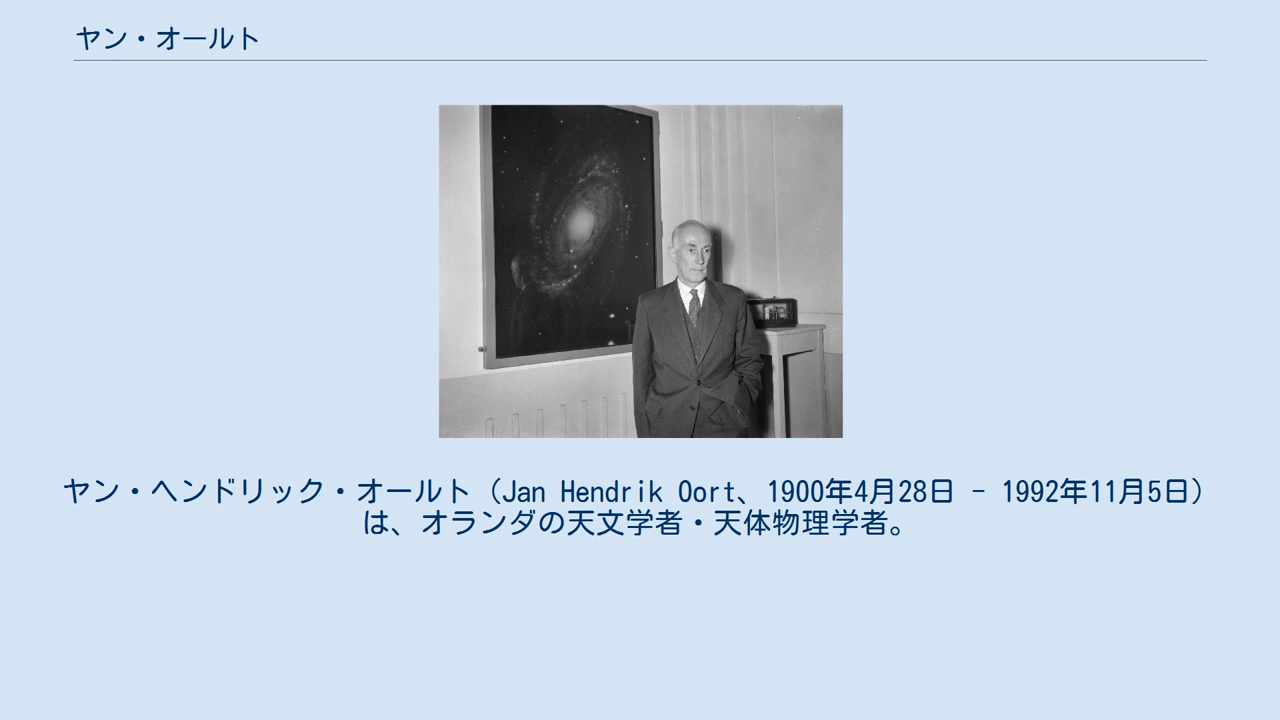 ヤン・オールト
ヤン・ヘンドリック・オールト（Jan Hendrik Oort、1900年4月28日 - 1992年11月5日）
は、オランダの天文学者・天体物理学者。